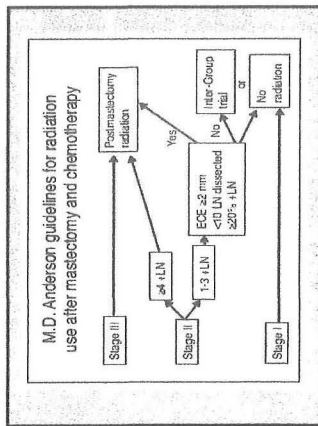 M.D. Anderson guidelines for radiation
use after mastectomy and chemotherapy
Stage III
Postmastectomy
radiation
Stage II
≥4 +LN
1-3 +LN
ECE ≥2 mm
<10 LN dissected
≥20% +LN
Yes
No
Inter-Group
trial
or
No
radiation
Stage I